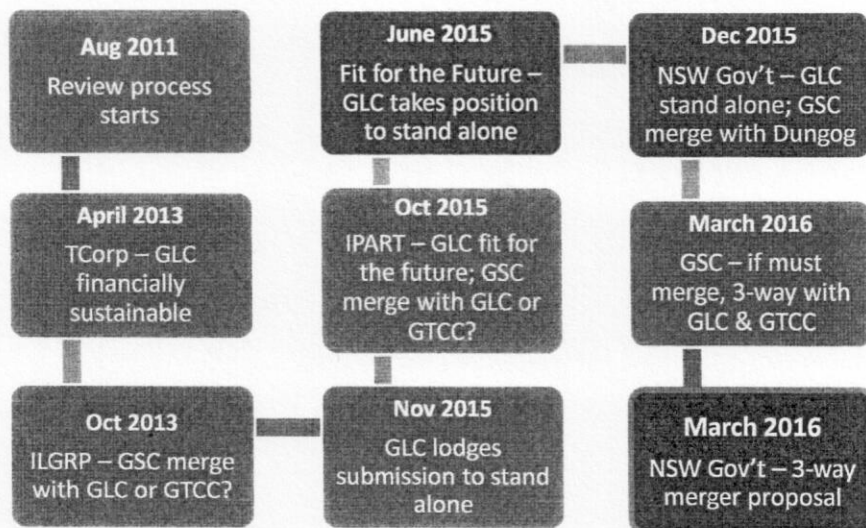 Aug 2011
Review process
starts
April 2013
TCorp – GLC
financially
sustainable
Oct 2013
ILGRP – GSC merge
with GLC or GTCC?
Nov 2015
GLC lodges
submission to stand
alone
Oct 2015
IPART – GLC fit for
the future; GSC
merge with GLC or
GTCC?
June 2015
Fit for the Future –
GLC takes position
to stand alone
Dec 2015
NSW Gov't – GLC
stand alone; GSC
merge with Dungog
March 2016
GSC – if must
merge, 3-way with
GLC & GTCC
March 2016
NSW Gov't – 3-way
merger proposal